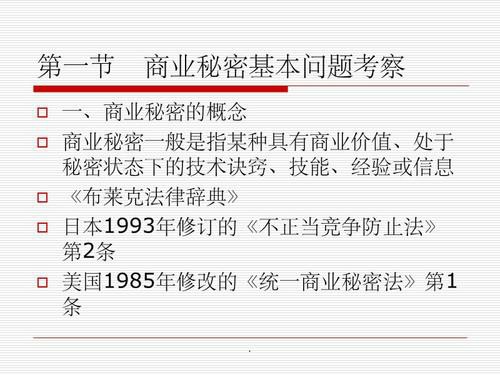 第一节　商业秘密基本问题考察
一、商业秘密的概念
商业秘密一般是指某种具有商业价值、处于
秘密状态下的技术诀窍、技能、经验或信息
《布莱克法律辞典》
日本1993年修订的《不正当竞争防止法》
第2条
美国1985年修改的《统一商业秘密法》第1
条
.